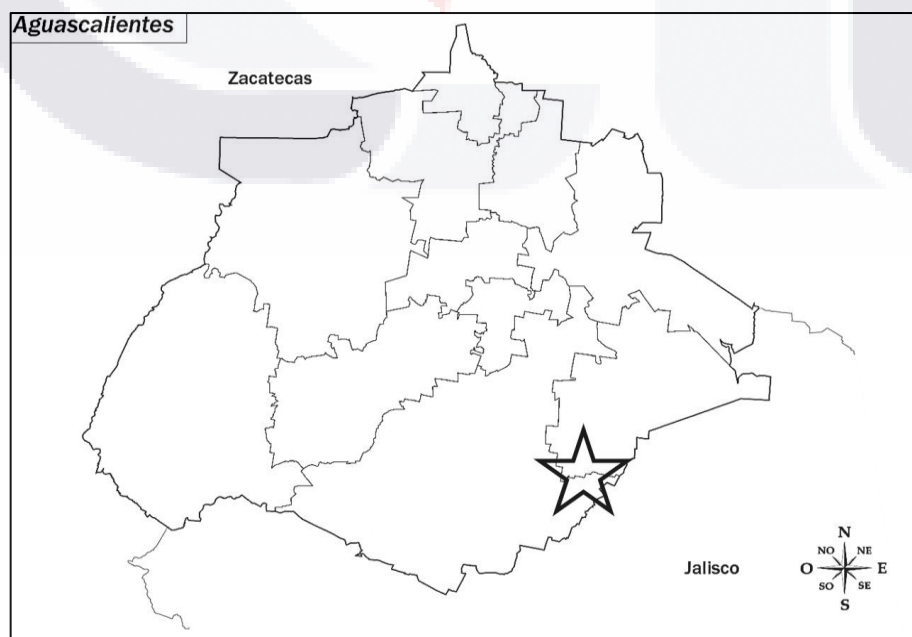 Aguascalientes
Zacatecas
Jalisco
N
NO NE
O E
SO SE
S